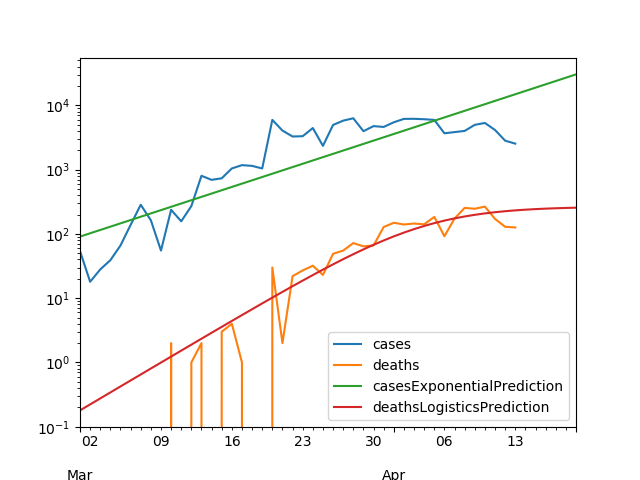 10⁴
10³
10²
10¹
10⁰
10⁻¹
cases
deaths
casesExponentialPrediction
deathsLogisticsPrediction
02 09 16 23 30 06 13
Mar Apr